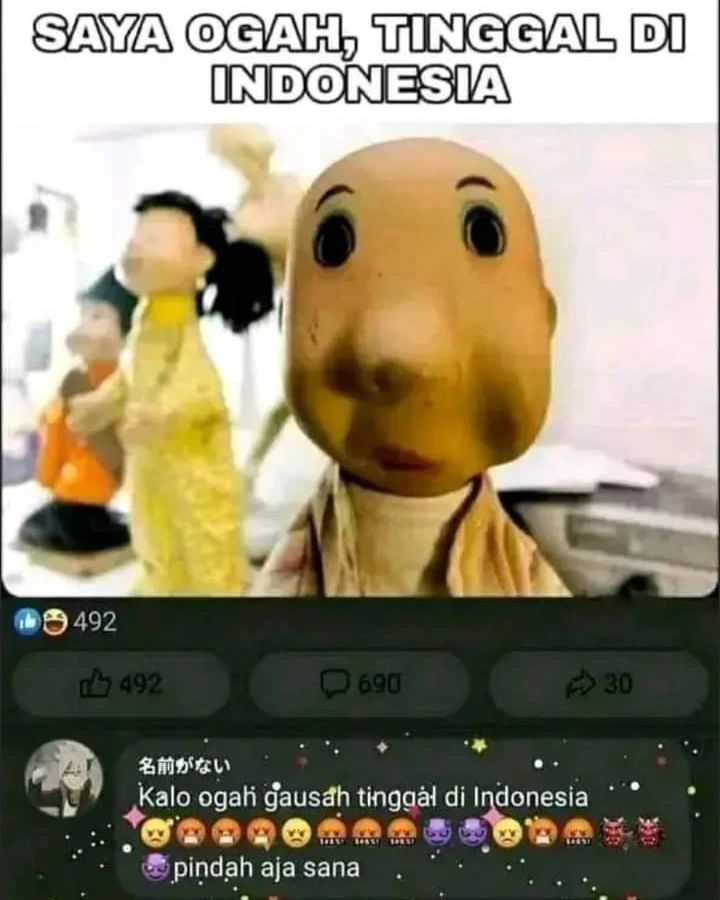 SAYA OGAH, TINGGAL DI
INDONESIA
492
492
690
30
名前がない
Kalo ogah gausah tinggal di Indonesia
😠😡😡😡😠🤬🤬🤬😈😈😠😡🤬👹👹
😈pindah aja sana